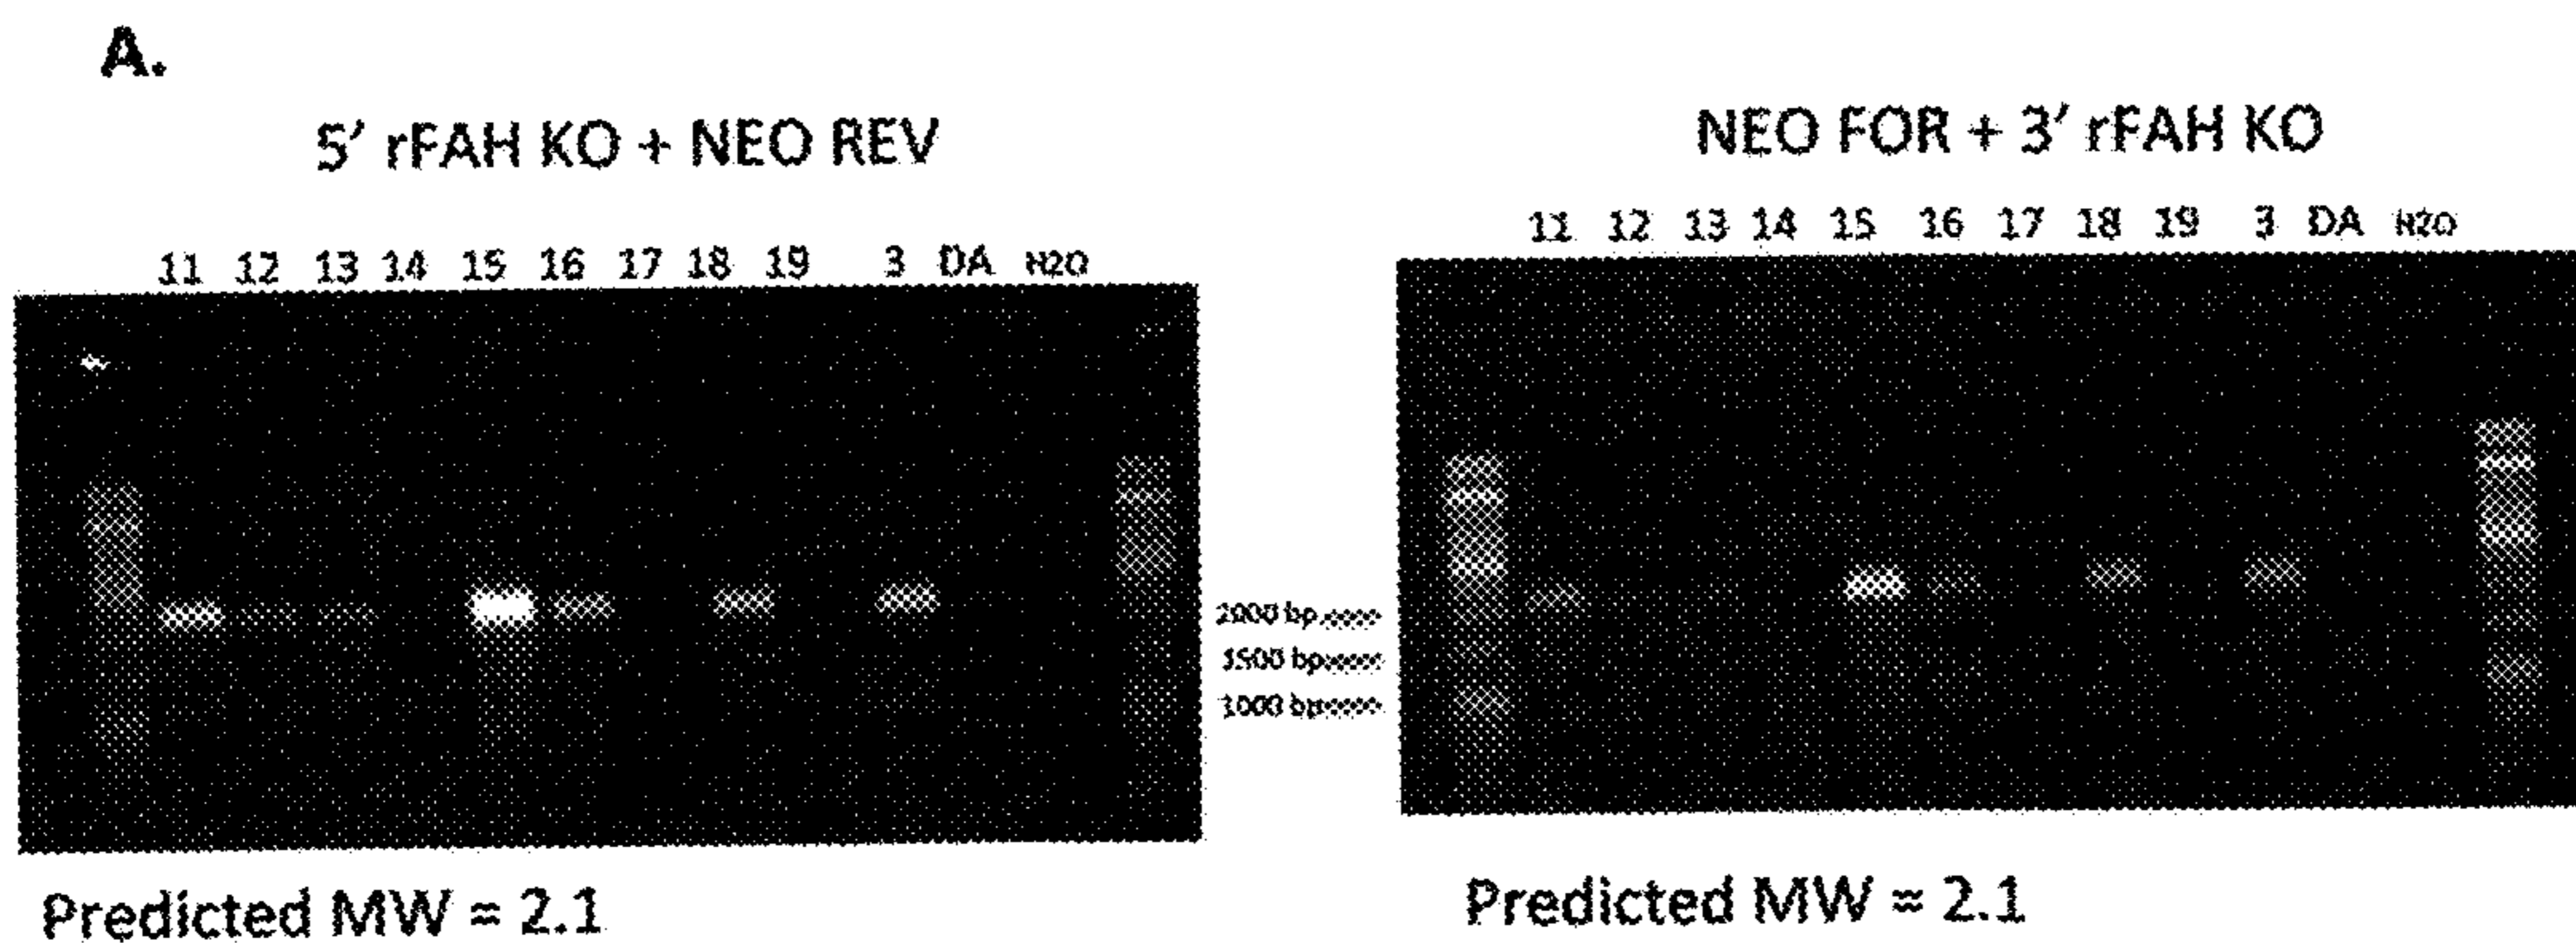 A.
5' rFAH KO + NEO REV
11 12 13 14 15 16 17 18 19 3 DA H2O
Predicted MW = 2.1
2000 bp
1500 bp
1000 bp
NEO FOR + 3' rFAH KO
11 12 13 14 15 16 17 18 19 3 DA H2O
Predicted MW = 2.1